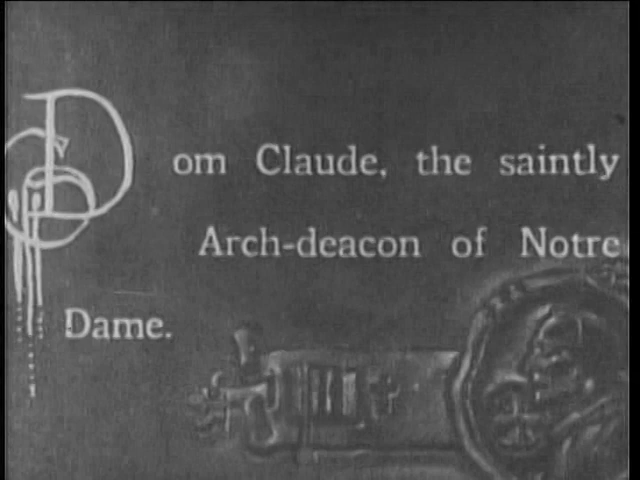 Dom Claude, the saintly
Arch-deacon of Notre
Dame.